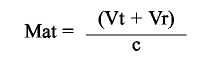 Mat = (Vt + Vr)
c